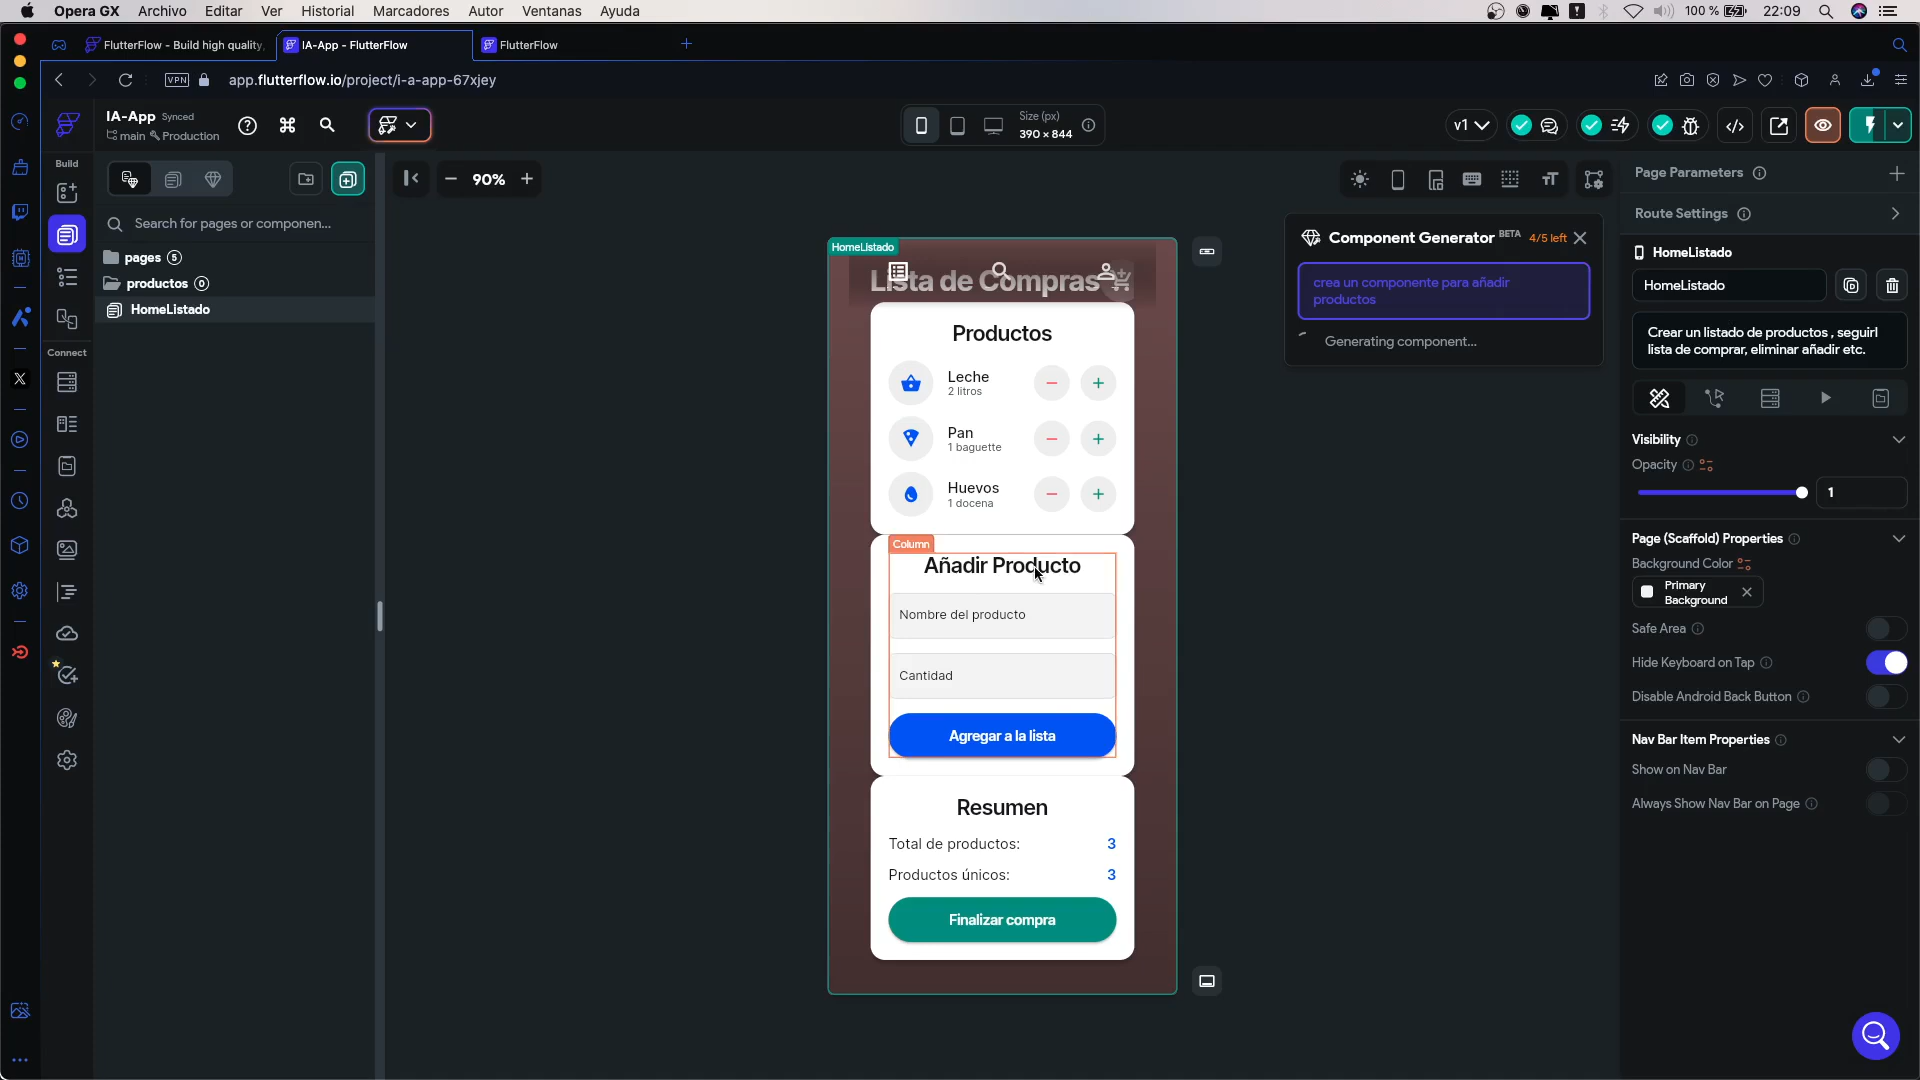 Opera GX Archivo Editar Ver Historial Marcadores Autor Ventanas Ayuda 100 % 22:09
FlutterFlow - Build high quality,
IA-App - FlutterFlow
FlutterFlow
VPN app.flutterflow.io/project/i-a-app-67xjey
IA-App Synced
main Production
Size (px)
390 × 844
v1
Build
90%
Search for pages or componen...
pages 5
productos 0
HomeListado
Connect
HomeListado
Lista de Compras
Productos
Leche
2 litros
Pan
1 baguette
Huevos
1 docena
Column
Añadir Producto
Nombre del producto
Cantidad
Agregar a la lista
Resumen
Total de productos: 3
Productos únicos: 3
Finalizar compra
Component Generator BETA 4/5 left
crea un componente para añadir
productos
Generating component...
Page Parameters
Route Settings
HomeListado
HomeListado
Crear un listado de productos , seguirl
lista de comprar, eliminar añadir etc.
Visibility
Opacity
1
Page (Scaffold) Properties
Background Color
Primary
Background
Safe Area
Hide Keyboard on Tap
Disable Android Back Button
Nav Bar Item Properties
Show on Nav Bar
Always Show Nav Bar on Page